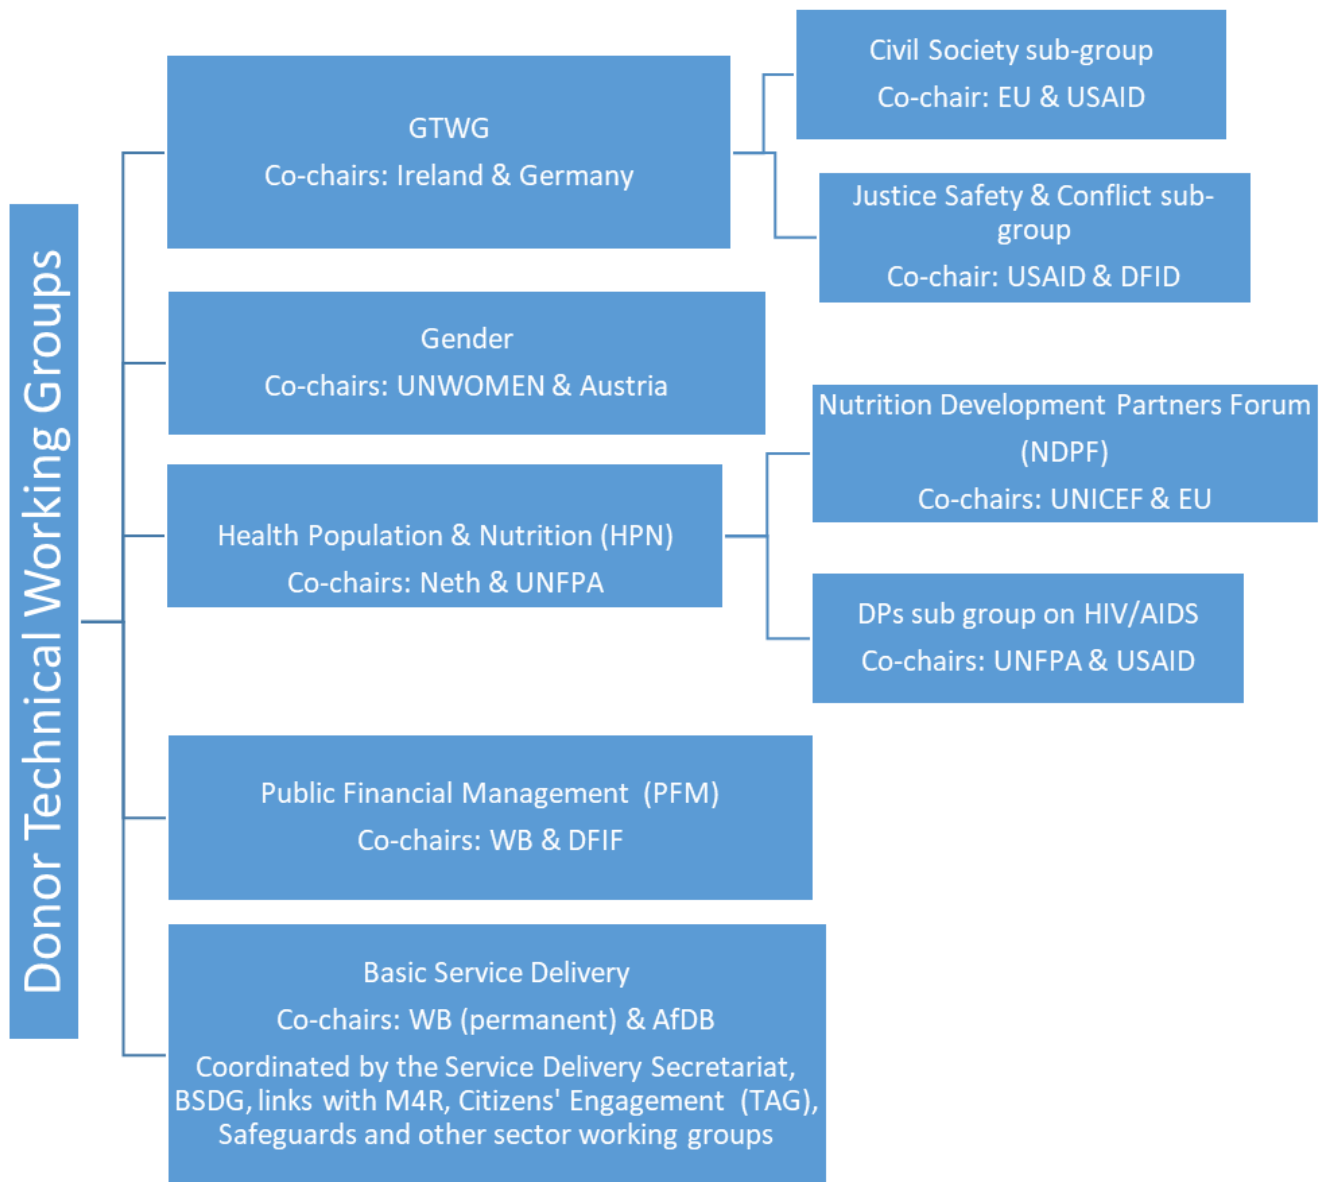 Donor Technical Working Groups
GTWG
Co-chairs: Ireland & Germany
Civil Society sub-group
Co-chair: EU & USAID
Justice Safety & Conflict sub-
group
Co-chair: USAID & DFID
Gender
Co-chairs: UNWOMEN & Austria
Health Population & Nutrition (HPN)
Co-chairs: Neth & UNFPA
Nutrition Development Partners Forum
(NDPF)
Co-chairs: UNICEF & EU
DPs sub group on HIV/AIDS
Co-chairs: UNFPA & USAID
Public Financial Management (PFM)
Co-chairs: WB & DFIF
Basic Service Delivery
Co-chairs: WB (permanent) & AfDB
Coordinated by the Service Delivery Secretariat,
BSDG, links with M4R, Citizens' Engagement (TAG),
Safeguards and other sector working groups